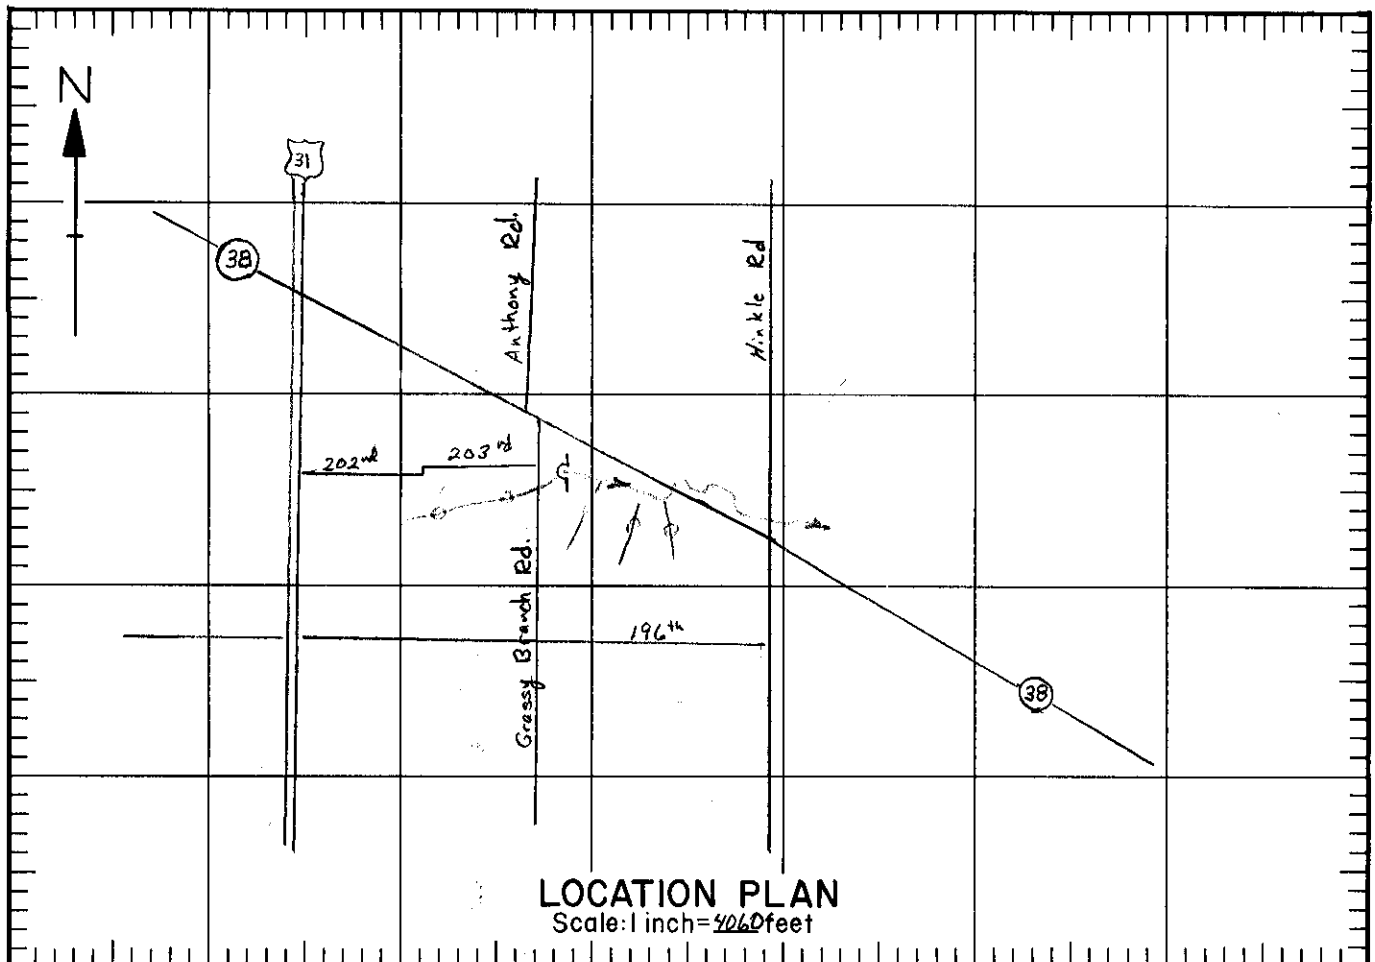 N
31
38
Anthony Rd.
Hinkle Rd
202nd
203rd
Grassy Branch Rd.
196th
38
LOCATION PLAN
Scale:1 inch=4060feet